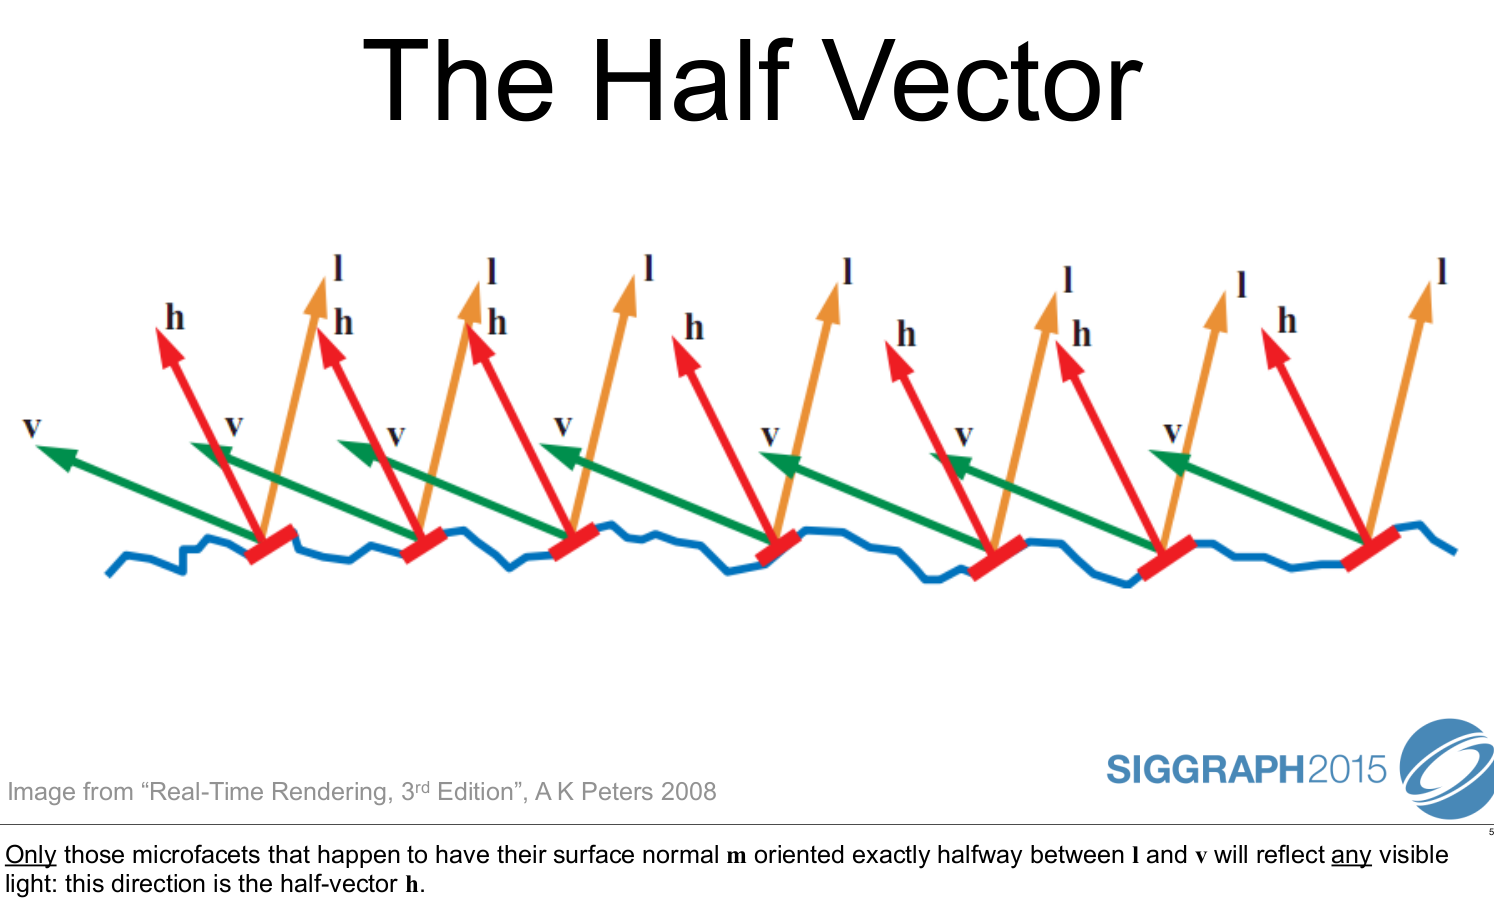 The Half Vector
l
l
l
l
l
l
l
h
h
h
h
h
h
h
v
v
v
v
v
v
v
SIGGRAPH2015
Image from “Real-Time Rendering, 3rd Edition”, A K Peters 2008
5
Only those microfacets that happen to have their surface normal m oriented exactly halfway between l and v will reflect any visible
light: this direction is the half-vector h.